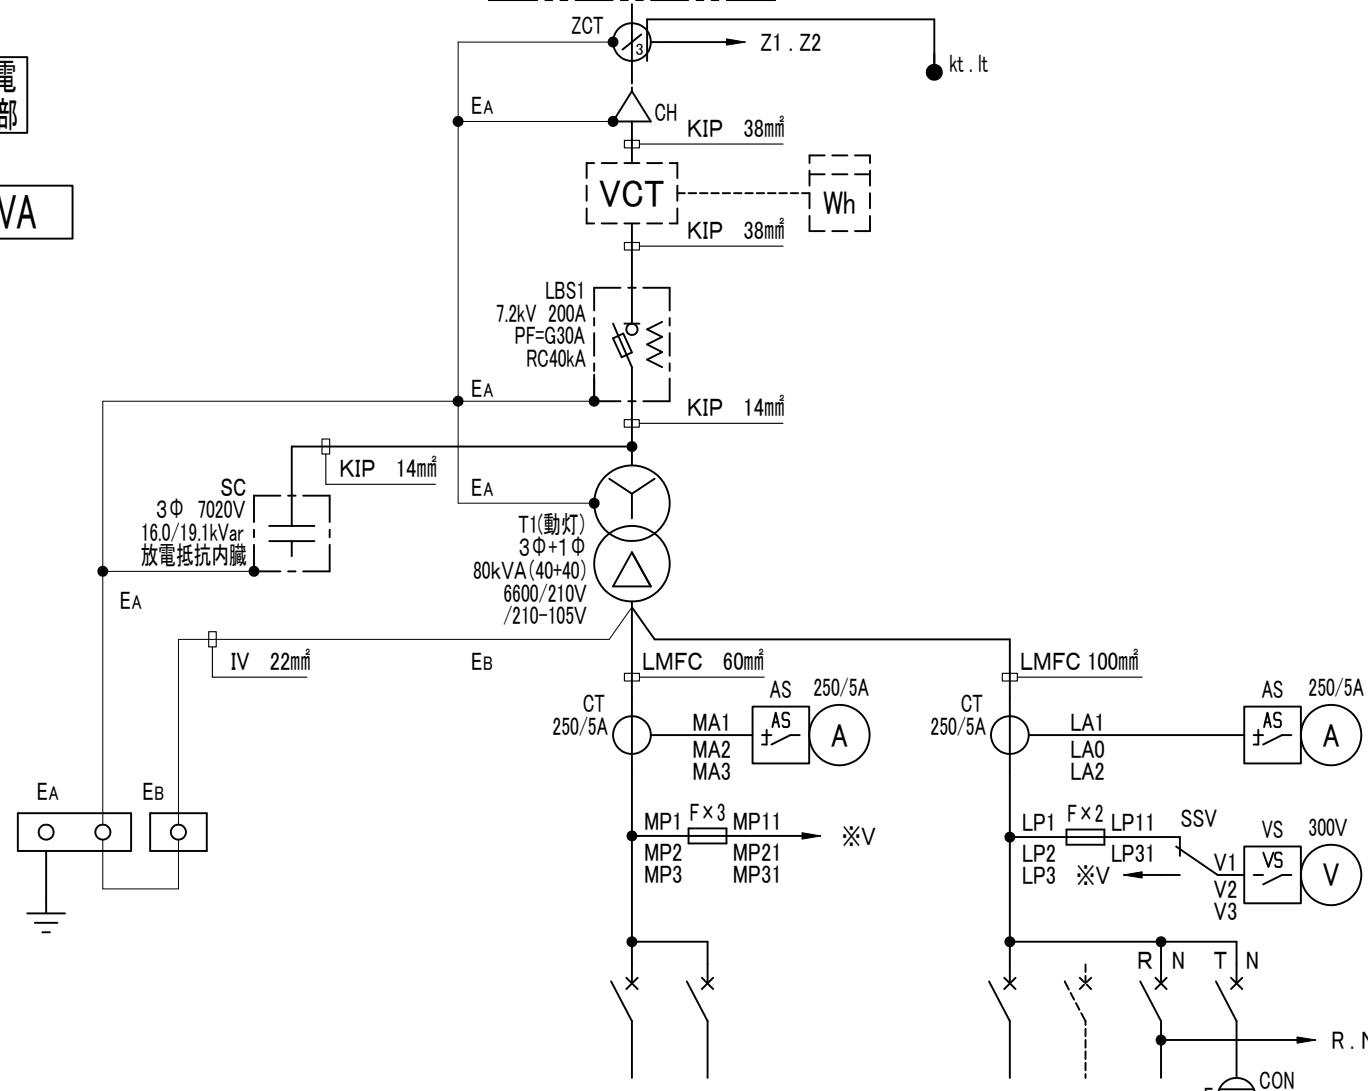 ZCT
3
Z1 . Z2
kt . lt
電
部
EA
CH
KIP 38m㎡
VA
VCT
Wh
KIP 38m㎡
LBS1
7.2kV 200A
PF=G30A
RC40kA
EA
KIP 14m㎡
KIP 14m㎡
EA
SC
3Φ 7020V
16.0/19.1kVar
放電抵抗内臓
T1(動灯)
3Φ+1Φ
80kVA(40+40)
6600/210V
/210-105V
EA
IV 22m㎡
EB
LMFC 60m㎡
LMFC 100m㎡
CT
250/5A
MA1
MA2
MA3
AS 250/5A
AS
A
CT
250/5A
LA1
LA0
LA2
AS 250/5A
AS
A
EA
EB
MP1 F×3 MP11
MP2 MP21
MP3 MP31
※V
LP1 F×2 LP11
LP2 LP31
LP3 ※V
SSV
V1
V2
V3
VS 300V
VS
V
R N
T N
R . N
CON